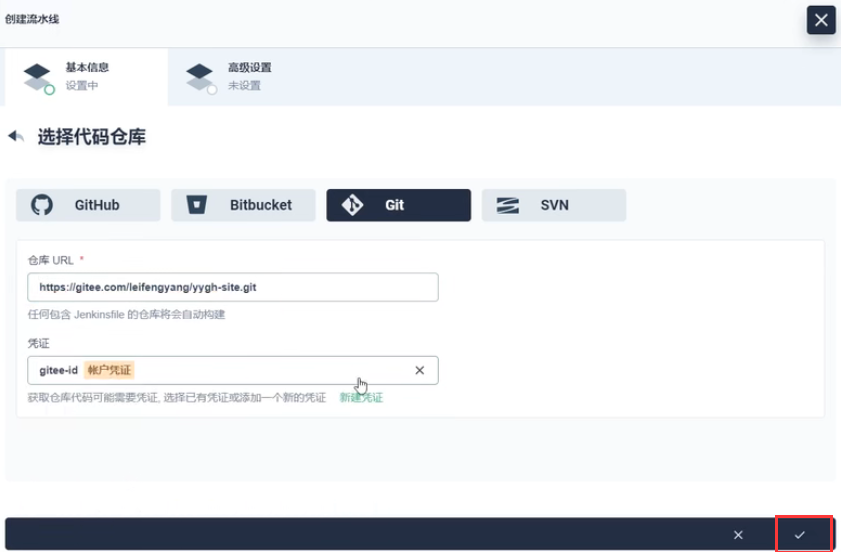 创建流水线
基本信息
设置中
高级设置
未设置
选择代码仓库
GitHub
Bitbucket
Git
SVN
仓库 URL *
https://gitee.com/leifengyang/yygh-site.git
任何包含 Jenkinsfile 的仓库将会自动构建
凭证
gitee-id 帐户凭证
获取仓库代码可能需要凭证, 选择已有凭证或添加一个新的凭证 新建凭证